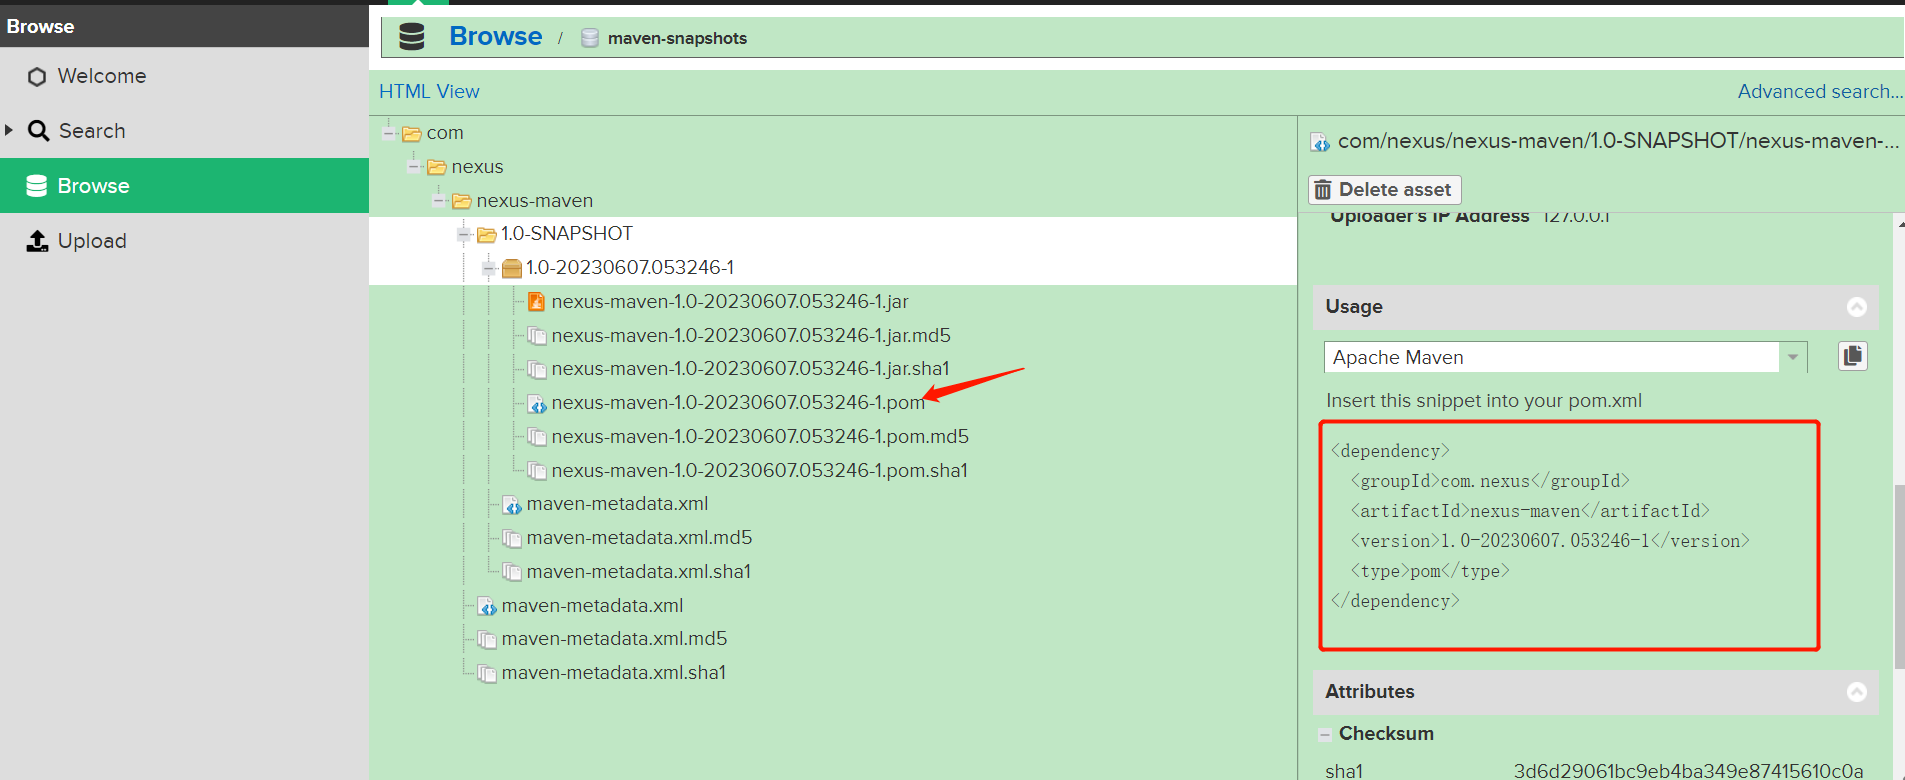 Browse
Welcome
Search
Browse
Upload
Browse / maven-snapshots
HTML View
Advanced search...
com
nexus
nexus-maven
1.0-SNAPSHOT
1.0-20230607.053246-1
nexus-maven-1.0-20230607.053246-1.jar
nexus-maven-1.0-20230607.053246-1.jar.md5
nexus-maven-1.0-20230607.053246-1.jar.sha1
nexus-maven-1.0-20230607.053246-1.pom
nexus-maven-1.0-20230607.053246-1.pom.md5
nexus-maven-1.0-20230607.053246-1.pom.sha1
maven-metadata.xml
maven-metadata.xml.md5
maven-metadata.xml.sha1
maven-metadata.xml
maven-metadata.xml.md5
maven-metadata.xml.sha1
com/nexus/nexus-maven/1.0-SNAPSHOT/nexus-maven-...
Delete asset
Uploader's IP Address 127.0.0.1
Usage
Apache Maven
Insert this snippet into your pom.xml
<dependency>
<groupId>com.nexus</groupId>
<artifactId>nexus-maven</artifactId>
<version>1.0-20230607.053246-1</version>
<type>pom</type>
</dependency>
Attributes
Checksum
sha1 3d6d29061bc9eb4ba349e87415610c0a